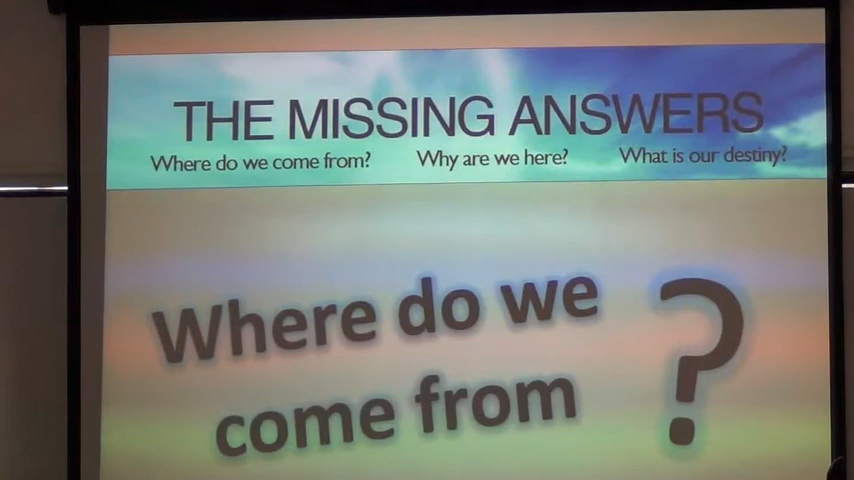 THE MISSING ANSWERS
Where do we come from? Why are we here? What is our destiny?
Where do we
come from ?